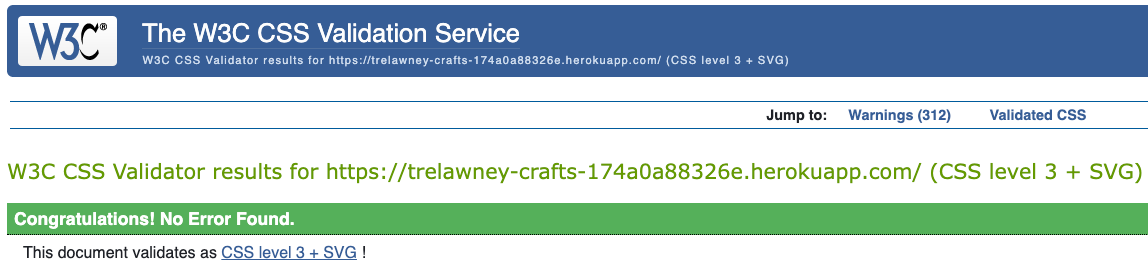 W3C®
The W3C CSS Validation Service
W3C CSS Validator results for https://trelawney-crafts-174a0a88326e.herokuapp.com/ (CSS level 3 + SVG)
Jump to: Warnings (312) Validated CSS
W3C CSS Validator results for https://trelawney-crafts-174a0a88326e.herokuapp.com/ (CSS level 3 + SVG)
Congratulations! No Error Found.
This document validates as CSS level 3 + SVG !